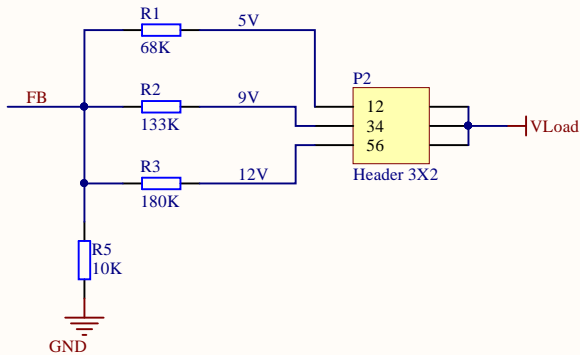 R1
5V
68K
FB
R2
9V
133K
R3
12V
180K
P2
12
34
56
Header 3X2
VLoad
R5
10K
GND